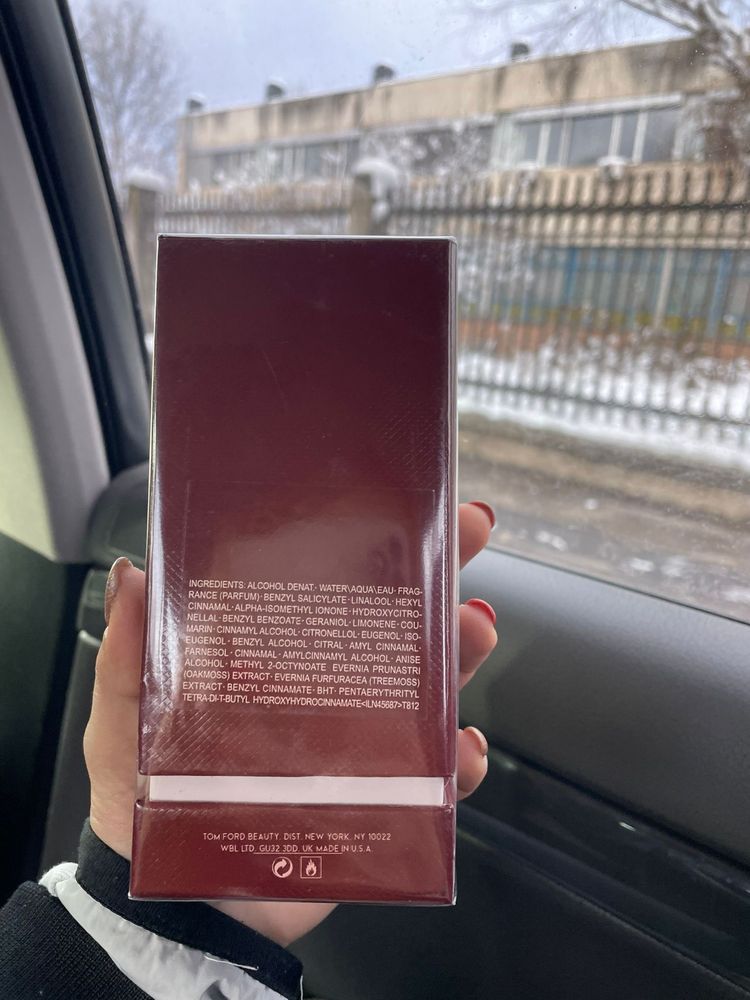 INGREDIENTS: ALCOHOL DENAT.· WATER\AQUA\EAU· FRAG-
RANCE (PARFUM)· BENZYL SALICYLATE· LINALOOL· HEXYL
CINNAMAL· ALPHA-ISOMETHYL IONONE· HYDROXYCITRO-
NELLAL· BENZYL BENZOATE· GERANIOL· LIMONENE· COU-
MARIN· CINNAMYL ALCOHOL· CITRONELLOL· EUGENOL· ISO-
EUGENOL· BENZYL ALCOHOL· CITRAL· AMYL CINNAMAL·
FARNESOL· CINNAMAL· AMYLCINNAMYL ALCOHOL· ANISE
ALCOHOL· METHYL 2-OCTYNOATE EVERNIA PRUNASTRI
(OAKMOSS) EXTRACT· EVERNIA FURFURACEA (TREEMOSS)
EXTRACT· BENZYL CINNAMATE· BHT· PENTAERYTHRITYL
TETRA-DI-T-BUTYL HYDROXYHYDROCINNAMATE<ILN45687>T812
TOM FORD BEAUTY. DIST. NEW YORK. NY 10022
WBL LTD. GU32 3DD. UK MADE IN U.S.A.